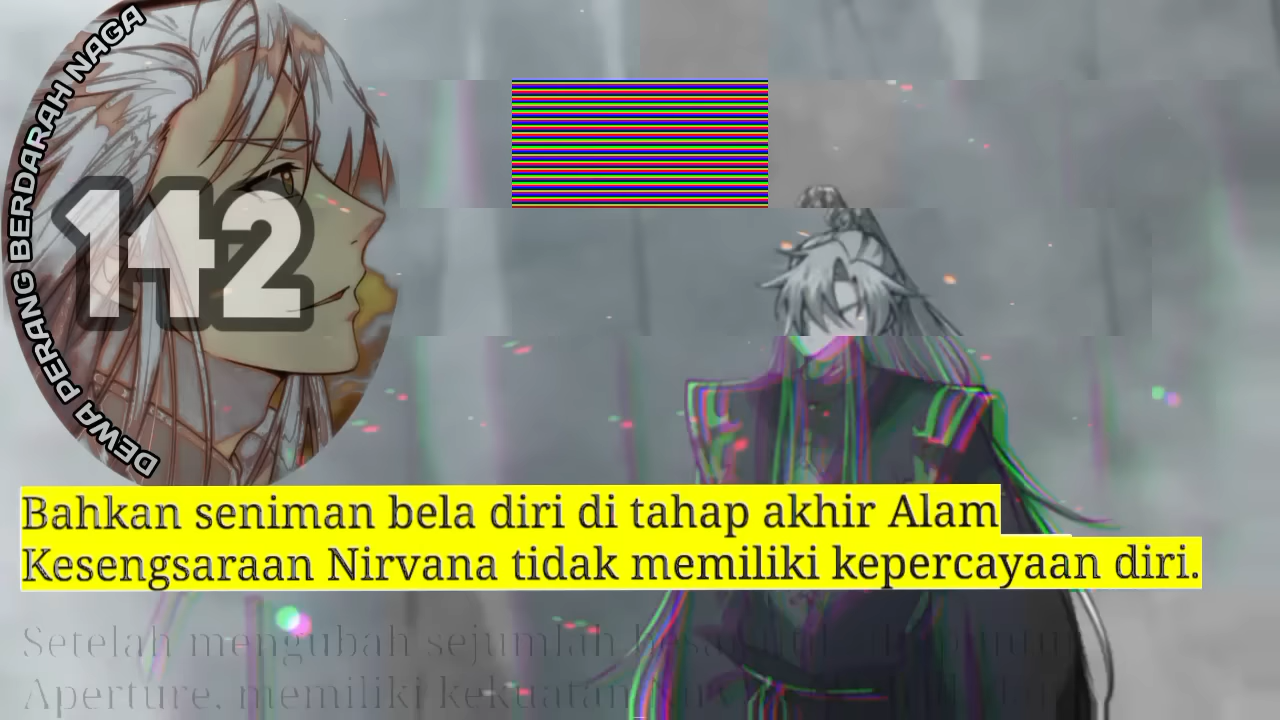 DEWA PERANG BERDARAH NAGA
142
Bahkan seniman bela diri di tahap akhir Alam
Kesengsaraan Nirvana tidak memiliki kepercayaan diri.
Setelah mengubah sejumlah
Aperture, memiliki kekuatan